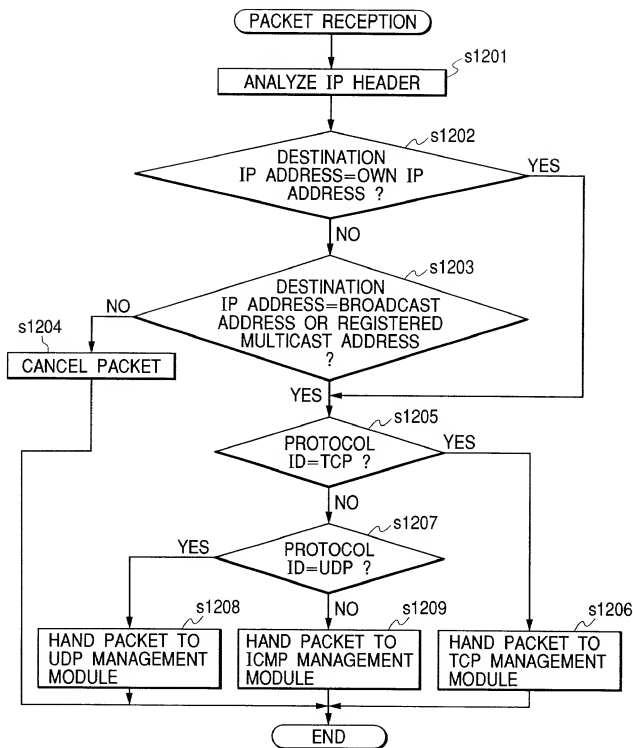 PACKET RECEPTION
s1201
ANALYZE IP HEADER
s1202
DESTINATION
IP ADDRESS=OWN IP
ADDRESS ?
YES
NO
s1203
DESTINATION
IP ADDRESS=BROADCAST
ADDRESS OR REGISTERED
MULTICAST ADDRESS
?
NO
s1204
CANCEL PACKET
YES
s1205
PROTOCOL
ID=TCP ?
YES
NO
s1207
PROTOCOL
ID=UDP ?
YES
NO
s1208
HAND PACKET TO
UDP MANAGEMENT
MODULE
s1209
HAND PACKET TO
ICMP MANAGEMENT
MODULE
s1206
HAND PACKET TO
TCP MANAGEMENT
MODULE
END